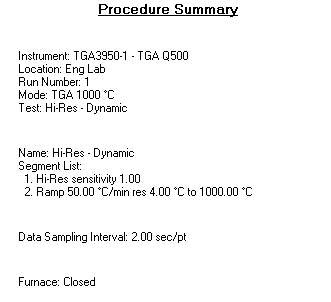 Procedure Summary
Instrument: TGA3950-1 - TGA Q500
Location: Eng Lab
Run Number: 1
Mode: TGA 1000 °C
Test: Hi-Res - Dynamic
Name: Hi-Res - Dynamic
Segment List:
1. Hi-Res sensitivity 1.00
2. Ramp 50.00 °C/min res 4.00 °C to 1000.00 °C
Data Sampling Interval: 2.00 sec/pt
Furnace: Closed